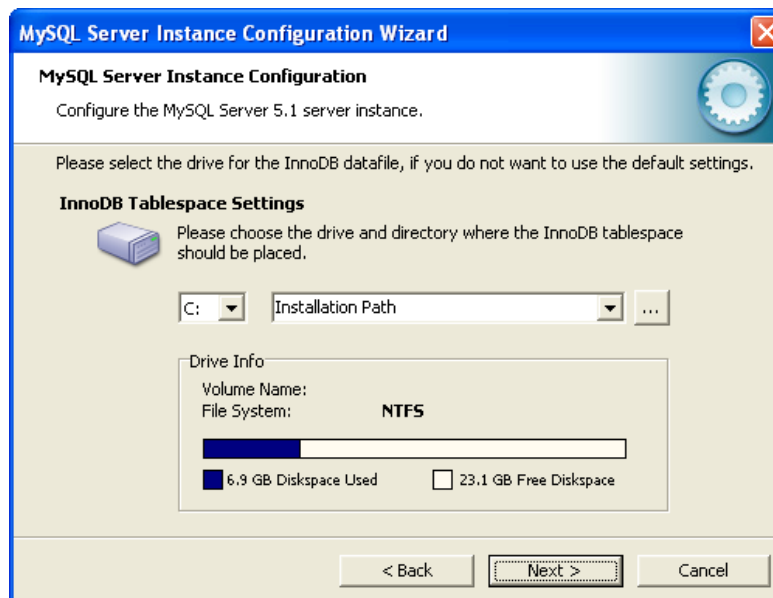 MySQL Server Instance Configuration Wizard
MySQL Server Instance Configuration
Configure the MySQL Server 5.1 server instance.
Please select the drive for the InnoDB datafile, if you do not want to use the default settings.
InnoDB Tablespace Settings
Please choose the drive and directory where the InnoDB tablespace
should be placed.
C: Installation Path ...
Drive Info
Volume Name:
File System: NTFS
6.9 GB Diskspace Used 23.1 GB Free Diskspace
< Back Next > Cancel